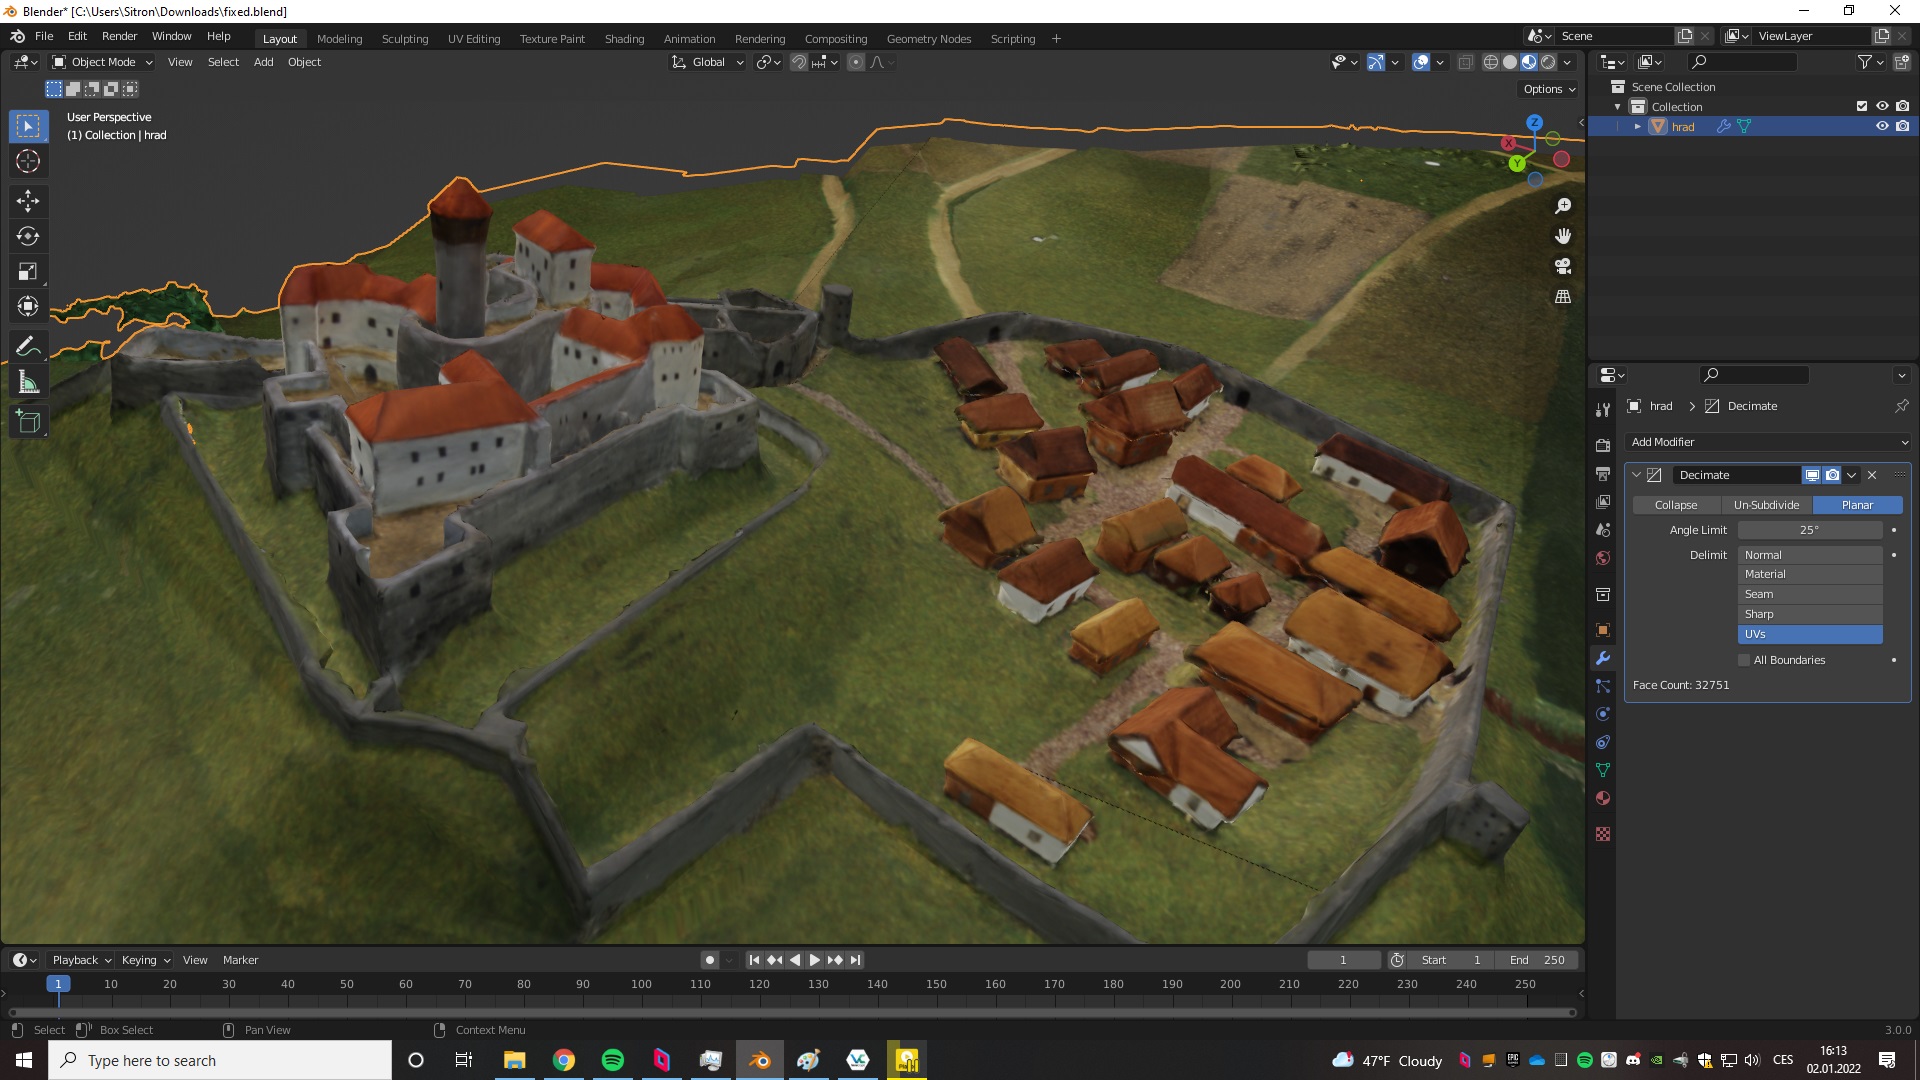 Blender* [C:\Users\Sitron\Downloads\fixed.blend]
File Edit Render Window Help Layout Modeling Sculpting UV Editing Texture Paint Shading Animation Rendering Compositing Geometry Nodes Scripting + Scene ViewLayer
Object Mode View Select Add Object Global
Options
User Perspective
(1) Collection | hrad
Z
X
Y
Scene Collection
Collection
hrad
hrad > Decimate
Add Modifier
Decimate
Collapse Un-Subdivide Planar
Angle Limit 25°
Delimit Normal
Material
Seam
Sharp
UVs
All Boundaries
Face Count: 32751
Playback Keying View Marker 1 Start 1 End 250
1 10 20 30 40 50 60 70 80 90 100 110 120 130 140 150 160 170 180 190 200 210 220 230 240 250
Select Box Select Pan View Context Menu 3.0.0
Type here to search
47°F Cloudy
CES
16:13
02.01.2022